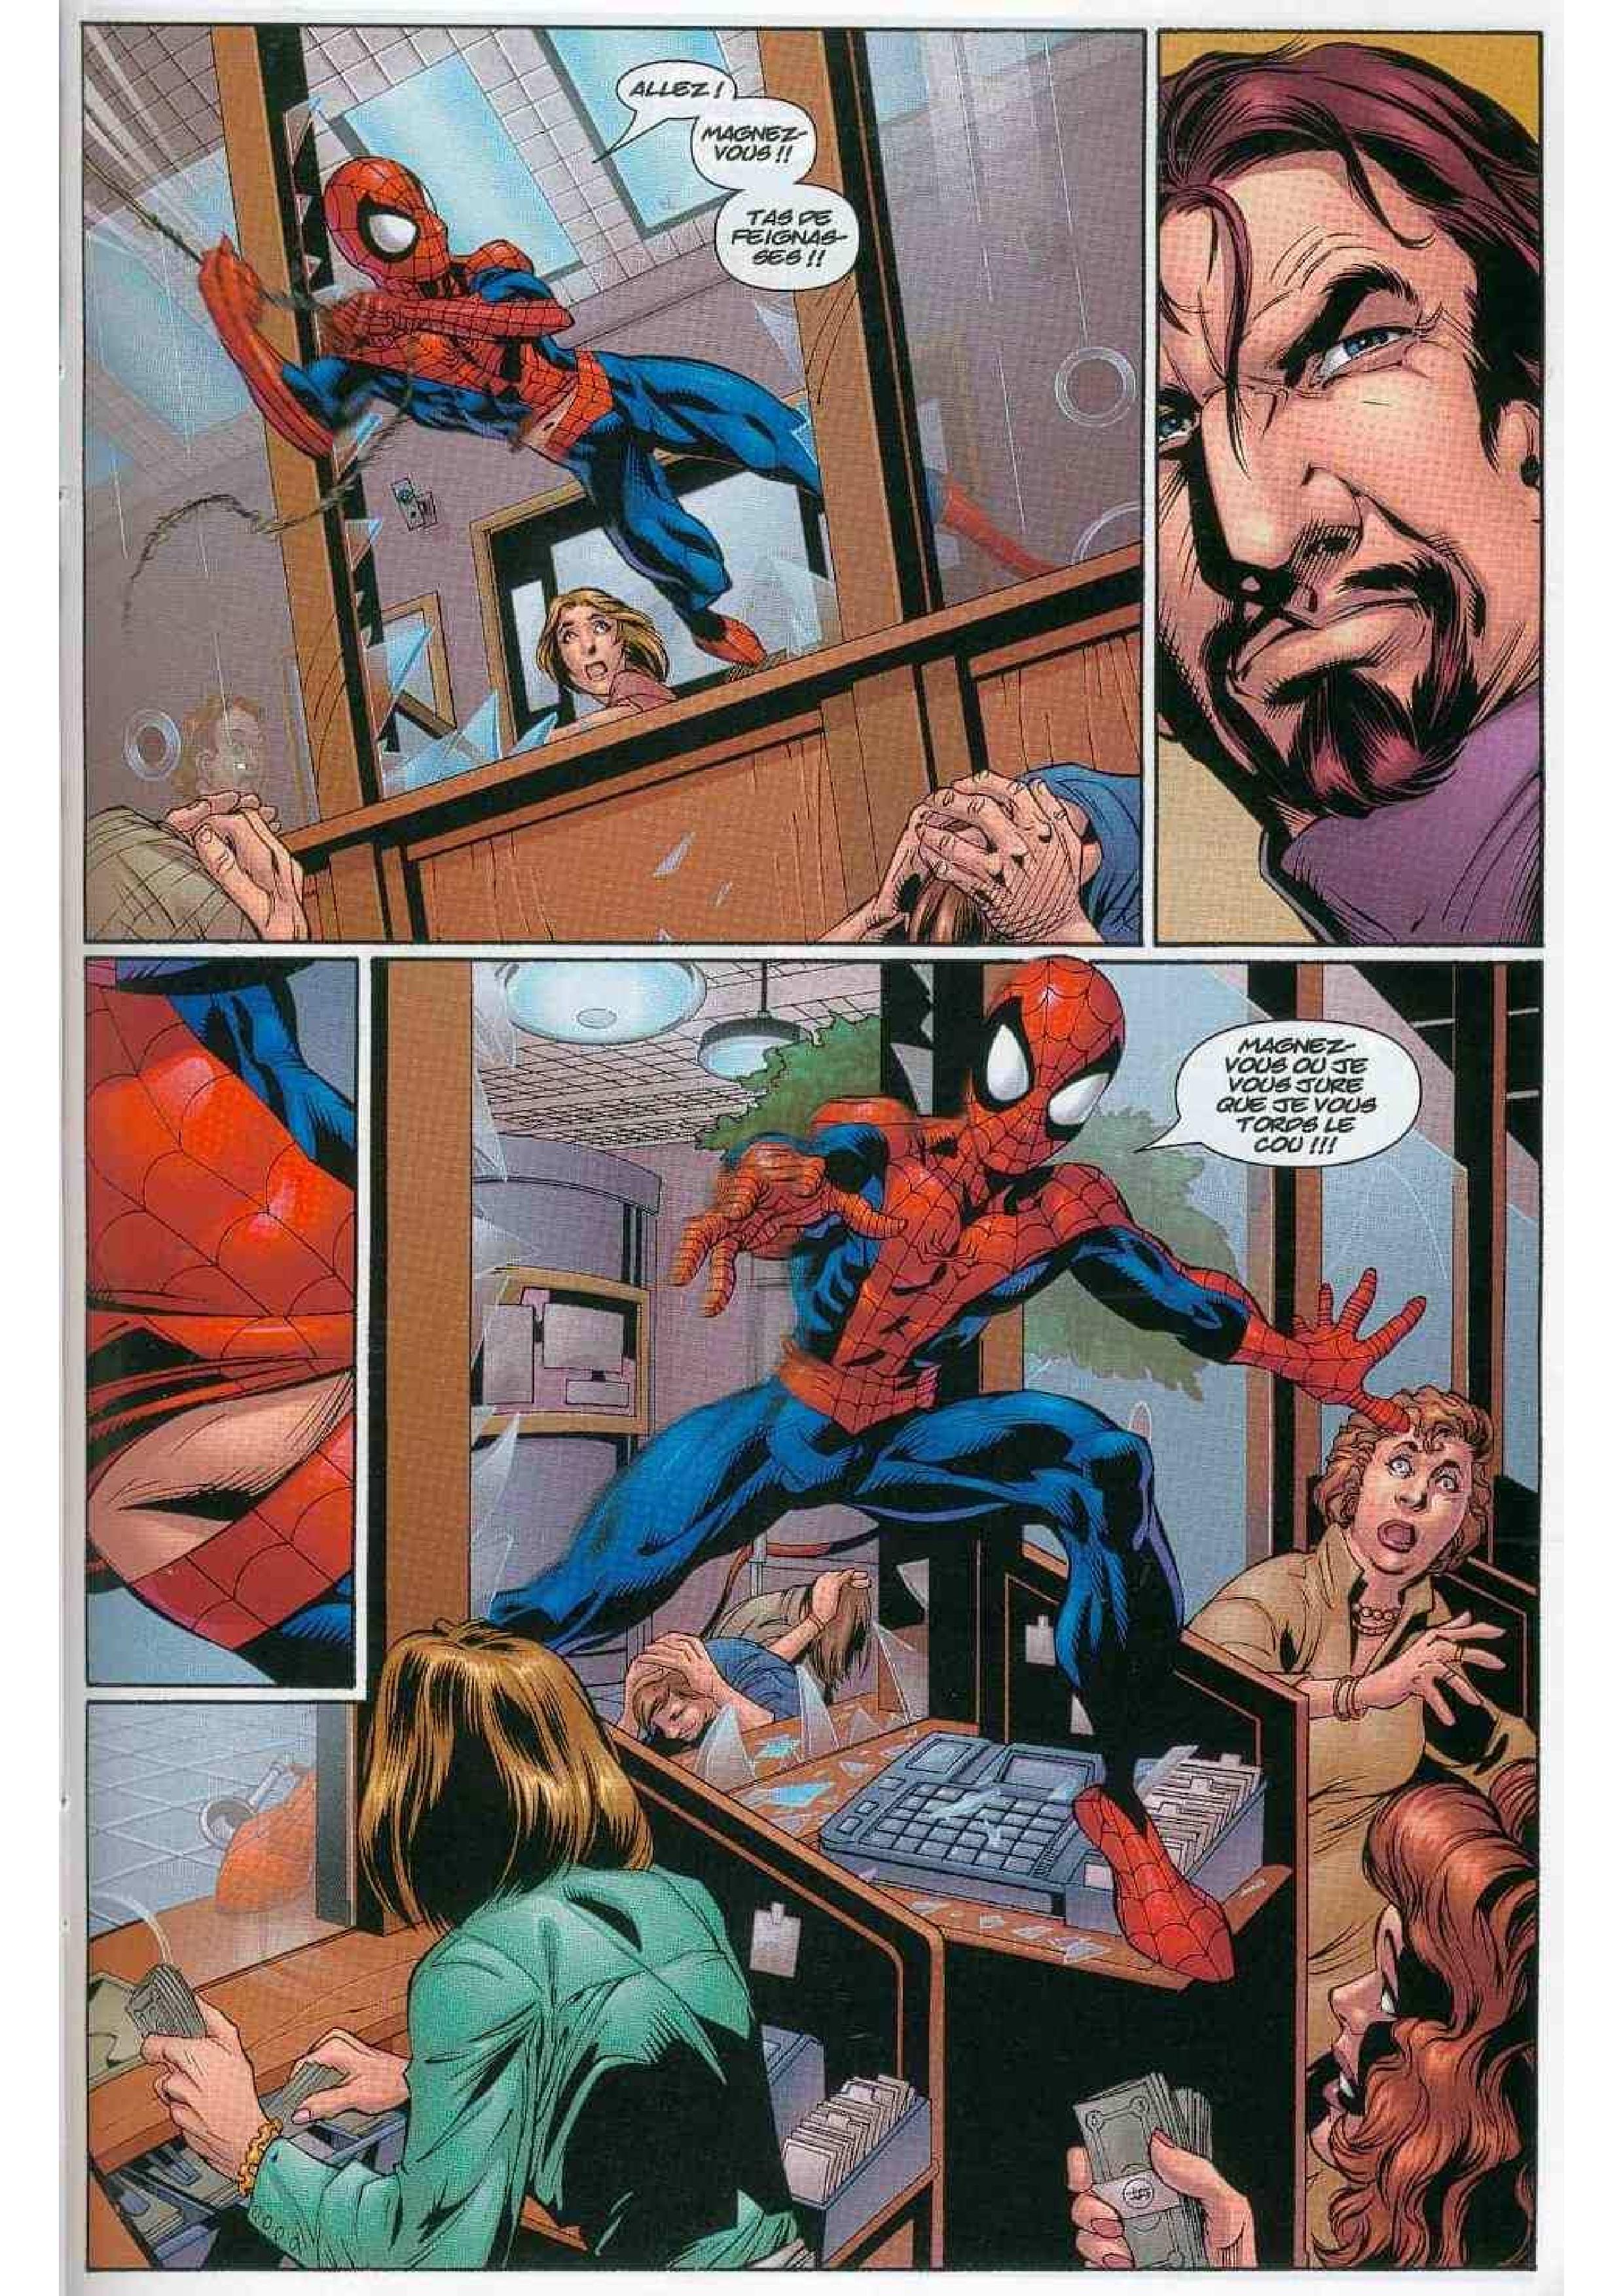 ALLEZ !
MAGNEZ-
VOUS !!
TAS DE
FEIGNAS-
SES !!
MAGNEZ-
VOUS OU JE
VOUS JURE
QUE JE VOUS
TORDS LE
COU !!!